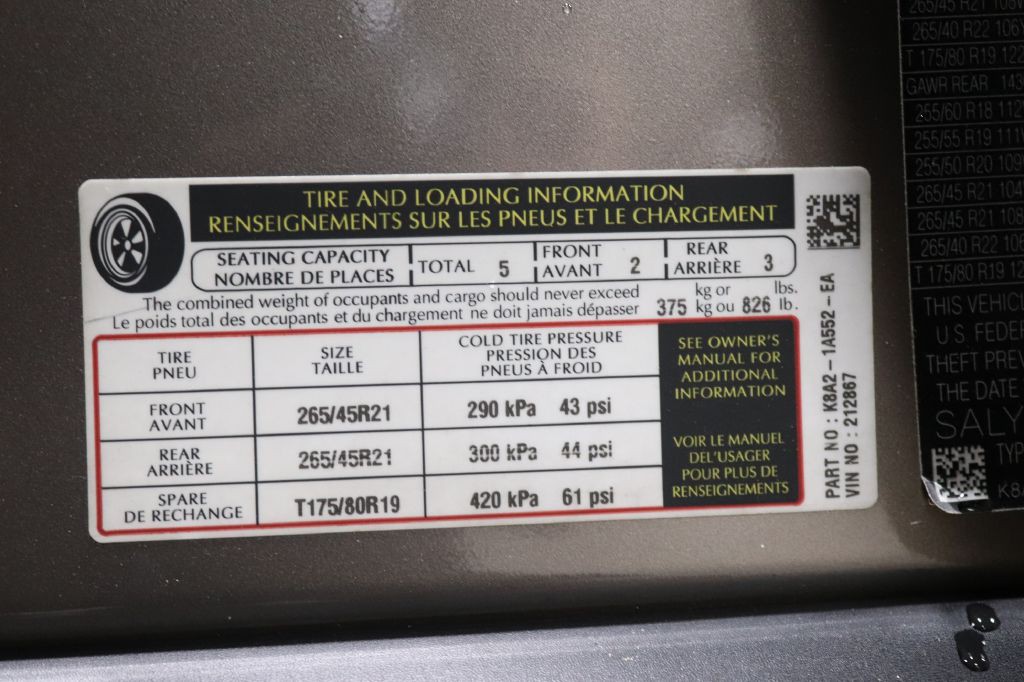 TIRE AND LOADING INFORMATION
RENSEIGNEMENTS SUR LES PNEUS ET LE CHARGEMENT
SEATING CAPACITY
NOMBRE DE PLACES
TOTAL 5
FRONT
AVANT 2
REAR
ARRIÈRE 3
The combined weight of occupants and cargo should never exceed 375 kg or 826 lbs.
Le poids total des occupants et du chargement ne doit jamais dépasser kg ou lb.
TIRE
PNEU
SIZE
TAILLE
COLD TIRE PRESSURE
PRESSION DES
PNEUS À FROID
FRONT
AVANT
265/45R21
290 kPa 43 psi
REAR
ARRIÈRE
265/45R21
300 kPa 44 psi
SPARE
DE RECHANGE
T175/80R19
420 kPa 61 psi
SEE OWNER'S
MANUAL FOR
ADDITIONAL
INFORMATION
VOIR LE MANUEL
DEL'USAGER
POUR PLUS DE
RENSEIGNEMENTS
PART NO : K8A2-1A552-EA
VIN NO : 212867
265/45 R21
265/40 R22
T 175/80 R19
GAWR REAR
255/60 R18
255/55 R19
255/50 R20
265/45 R21
265/45 R21
265/40 R22
T 175/80 R19
THIS
U.S.
THE DATE